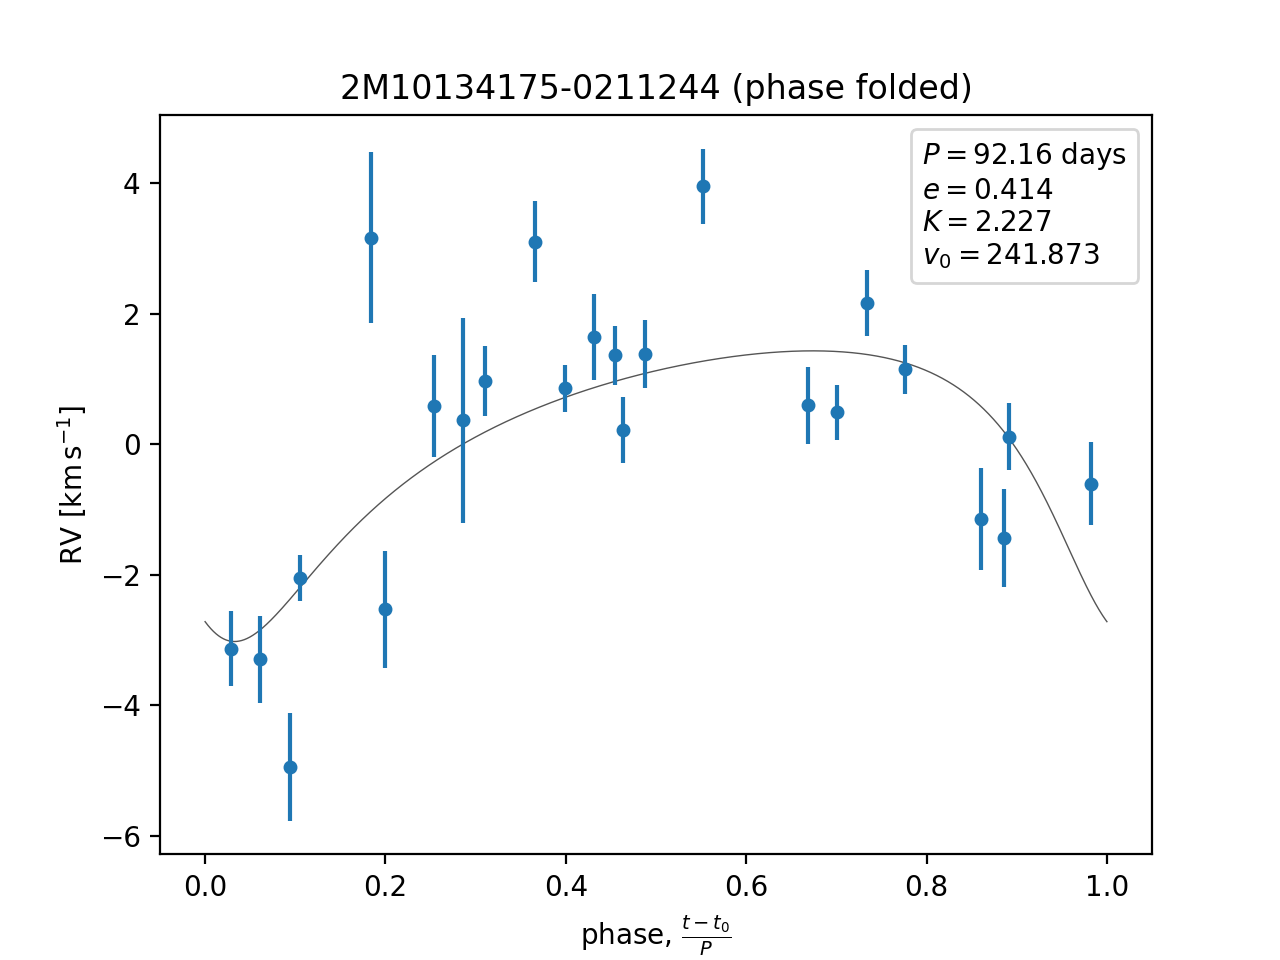 2M10134175-0211244 (phase folded)
P = 92.16 days
e = 0.414
K = 2.227
v₀ = 241.873
4
2
0
−2
−4
−6
RV [km s⁻¹]
0.0 0.2 0.4 0.6 0.8 1.0
phase, (t − t₀)/P